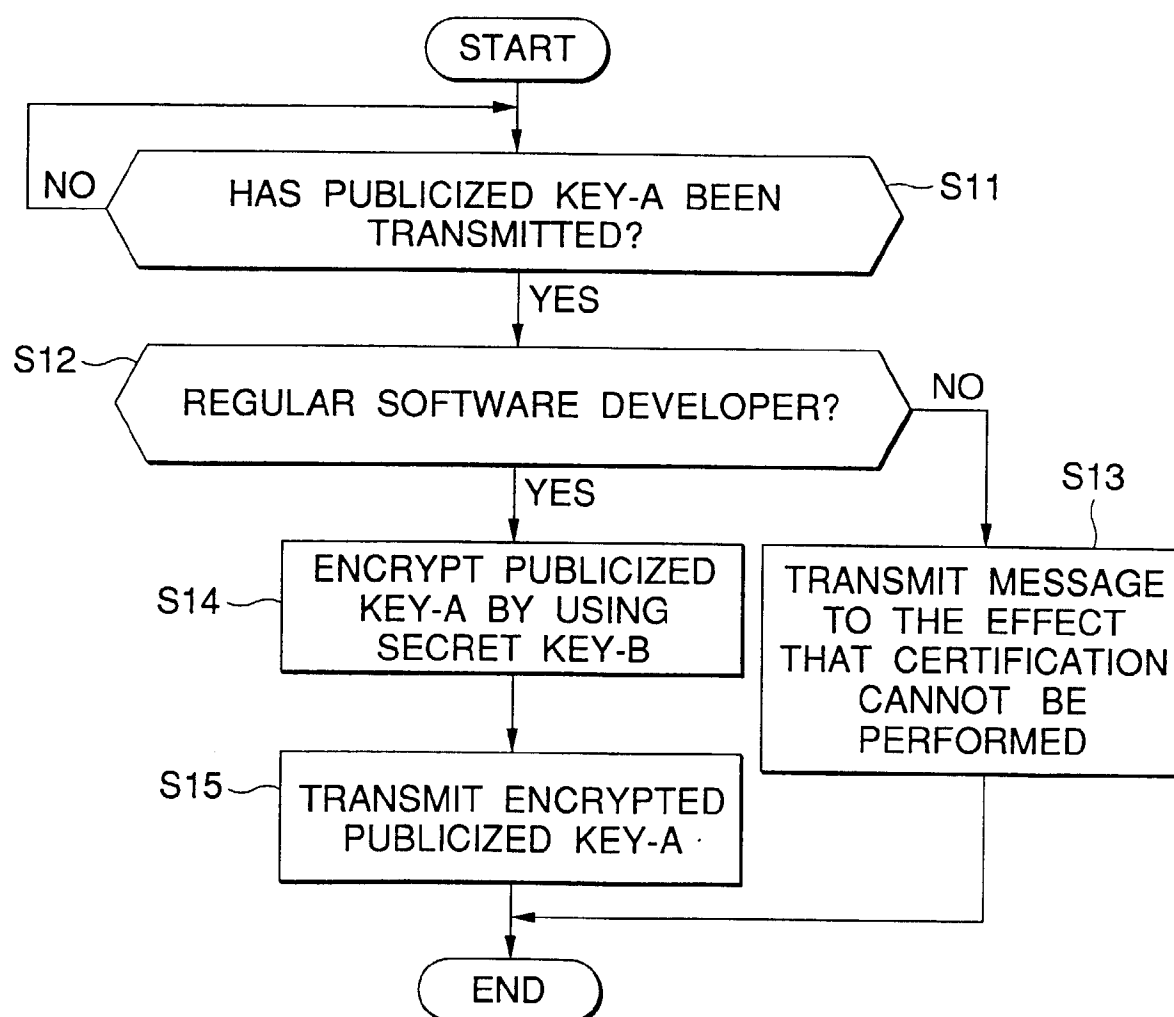 START
NO
HAS PUBLICIZED KEY-A BEEN
TRANSMITTED?
S11
YES
S12
REGULAR SOFTWARE DEVELOPER?
NO
YES
S13
S14
ENCRYPT PUBLICIZED
KEY-A BY USING
SECRET KEY-B
TRANSMIT MESSAGE
TO THE EFFECT
THAT CERTIFICATION
CANNOT BE
PERFORMED
S15
TRANSMIT ENCRYPTED
PUBLICIZED KEY-A
END